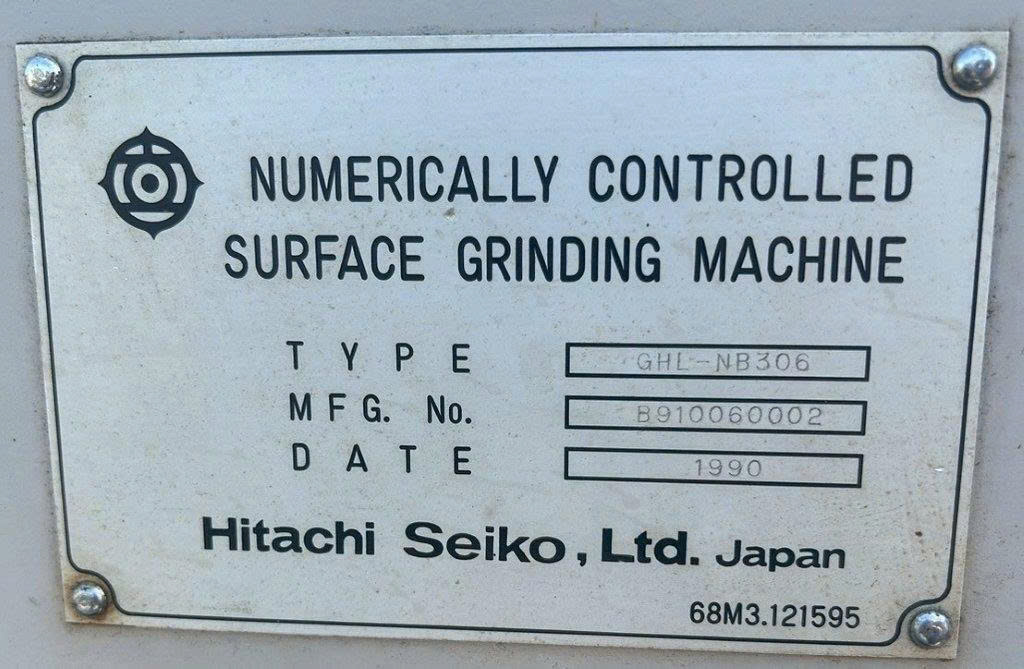 NUMERICALLY CONTROLLED
SURFACE GRINDING MACHINE
TYPE GHL-NB306
MFG. No. B910060002
DATE 1990
Hitachi Seiko, Ltd. Japan
68M3.121595